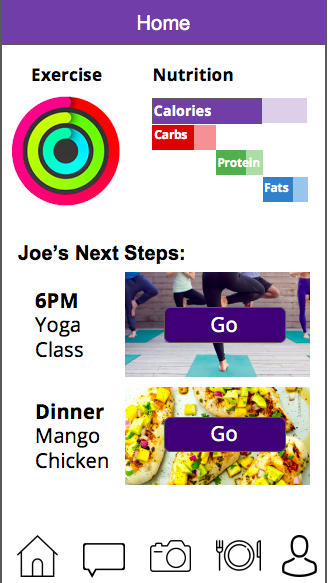 Home
Exercise
Nutrition
Calories
Carbs
Protein
Fats
Joe's Next Steps:
6PM
Yoga
Class
Go
Dinner
Mango
Chicken
Go